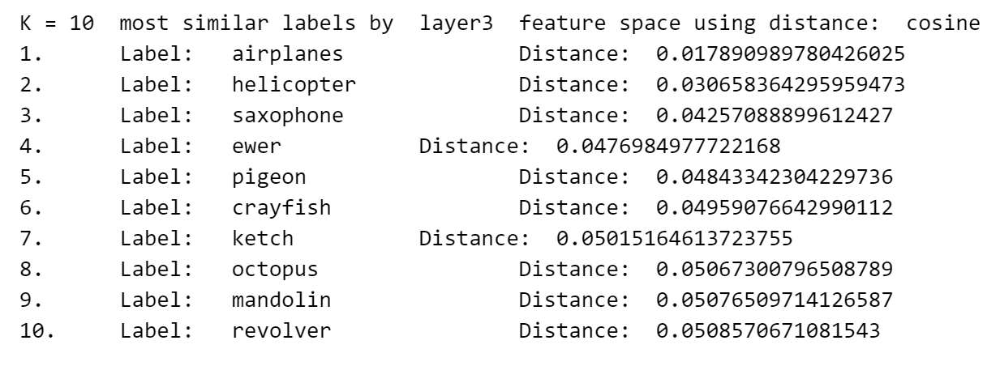 K = 10 most similar labels by layer3 feature space using distance: cosine
1. Label: airplanes Distance: 0.017890989780426025
2. Label: helicopter Distance: 0.030658364295959473
3. Label: saxophone Distance: 0.04257088899612427
4. Label: ewer Distance: 0.0476984977722168
5. Label: pigeon Distance: 0.04843342304229736
6. Label: crayfish Distance: 0.04959076642990112
7. Label: ketch Distance: 0.05015164613723755
8. Label: octopus Distance: 0.05067300796508789
9. Label: mandolin Distance: 0.05076509714126587
10. Label: revolver Distance: 0.0508570671081543